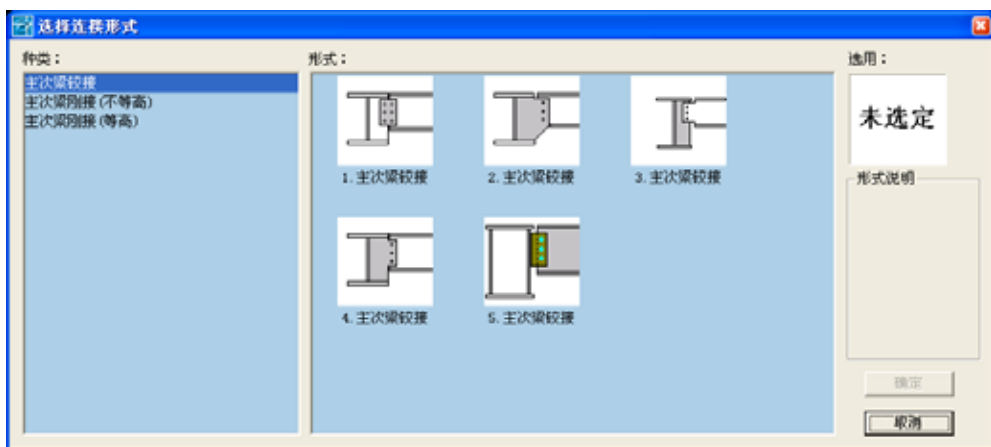 选择连接形式
种类：
形式：
选用：
主次梁铰接
主次梁刚接(不等高)
主次梁刚接(等高)
未选定
1.主次梁铰接
2.主次梁铰接
3.主次梁铰接
形式说明
4.主次梁铰接
5.主次梁铰接
确定
取消